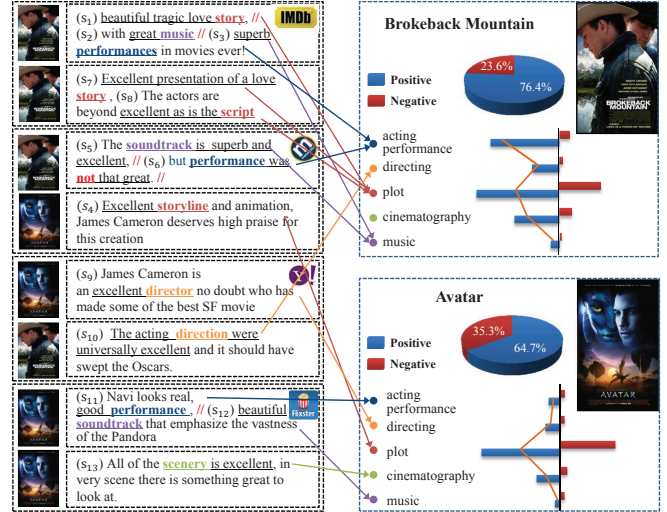 (s1) beautiful tragic love story, //
(s2) with great music // (s3) superb
performances in movies ever!
IMDb
(s7) Excellent presentation of a love
story , (s8) The actors are
beyond excellent as is the script
(s5) The soundtrack is superb and
excellent, // (s6) but performance was
not that great. //
(s4) Excellent storyline and animation,
James Cameron deserves high praise for
this creation
(s9) James Cameron is
an excellent director no doubt who has
made some of the best SF movie
Y!
(s10) The acting direction were
universally excellent and it should have
swept the Oscars.
(s11) Navi looks real,
good performance , // (s12) beautiful
soundtrack that emphasize the vastness
of the Pandora
Flixster
(s13) All of the scenery is excellent, in
very scene there is something great to
look at.
Brokeback Mountain
Positive
Negative
23.6%
76.4%
BROKEBACK
MOUNTAIN
acting
performance
directing
plot
cinematography
music
Avatar
Positive
Negative
35.3%
64.7%
AVATAR
acting
performance
directing
plot
cinematography
music